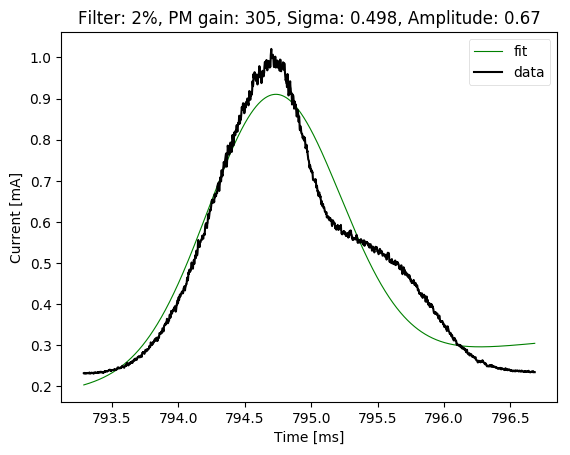 Filter: 2%, PM gain: 305, Sigma: 0.498, Amplitude: 0.67
fit
data
Current [mA]
1.0
0.9
0.8
0.7
0.6
0.5
0.4
0.3
0.2
793.5 794.0 794.5 795.0 795.5 796.0 796.5
Time [ms]